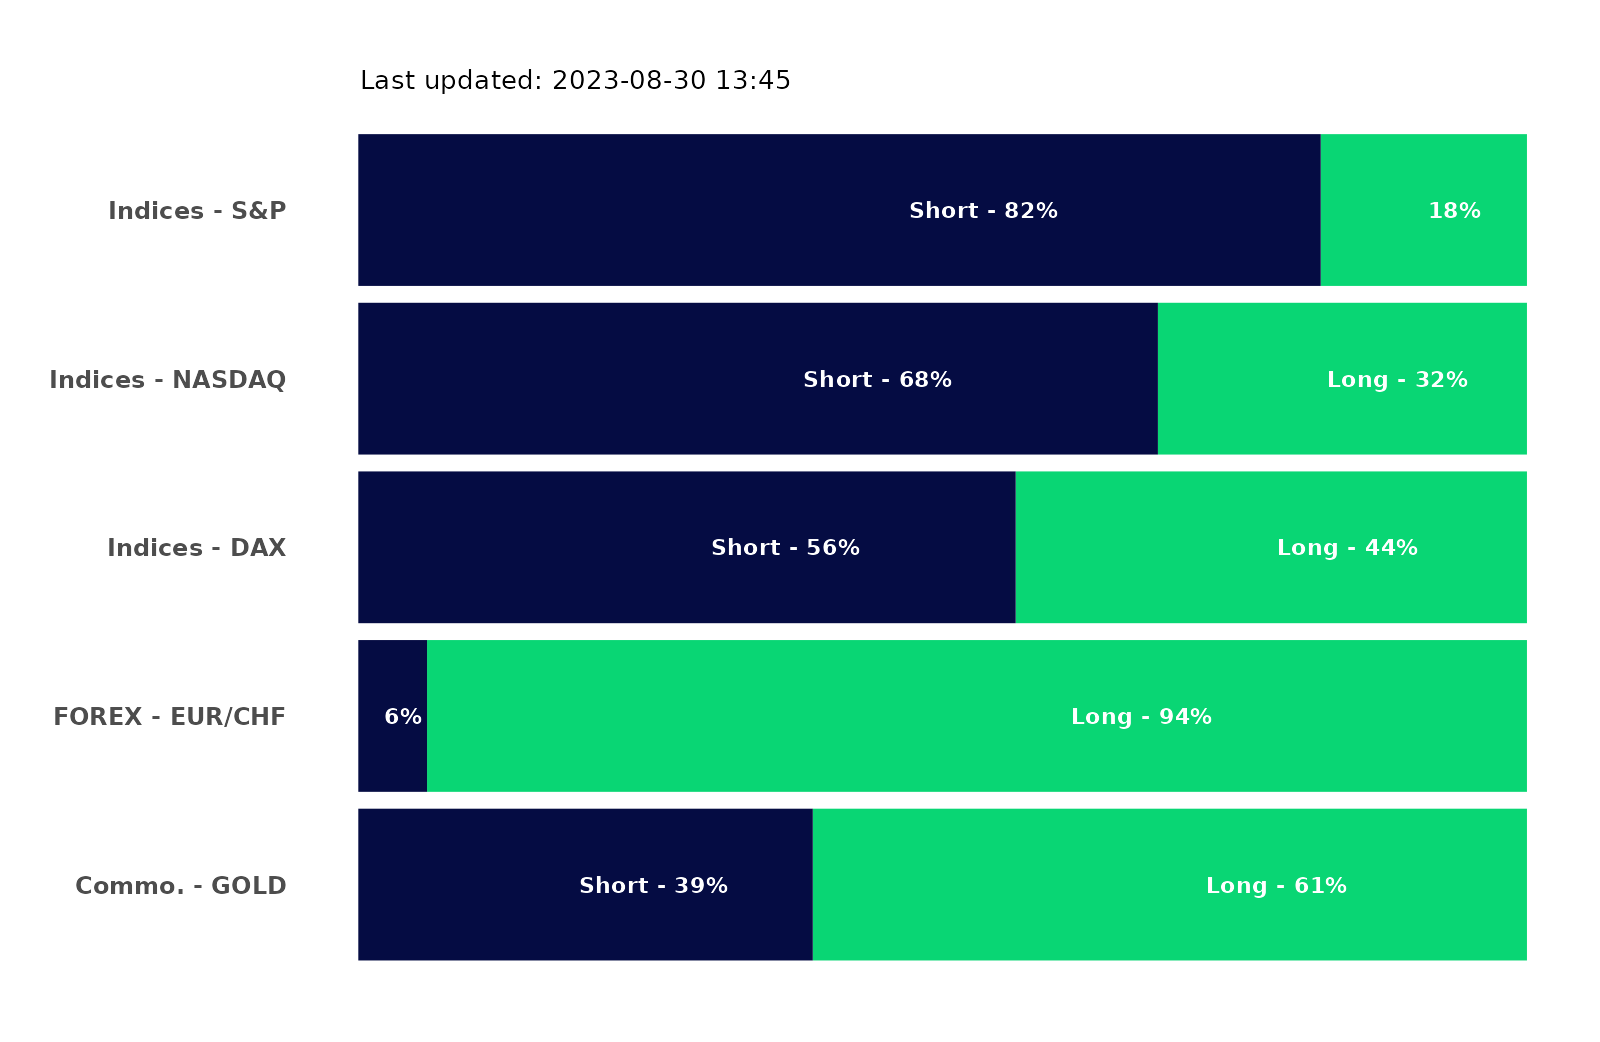 Last updated: 2023-08-30 13:45
Indices - S&P Short - 82% 18%
Indices - NASDAQ Short - 68% Long - 32%
Indices - DAX Short - 56% Long - 44%
FOREX - EUR/CHF 6% Long - 94%
Commo. - GOLD Short - 39% Long - 61%